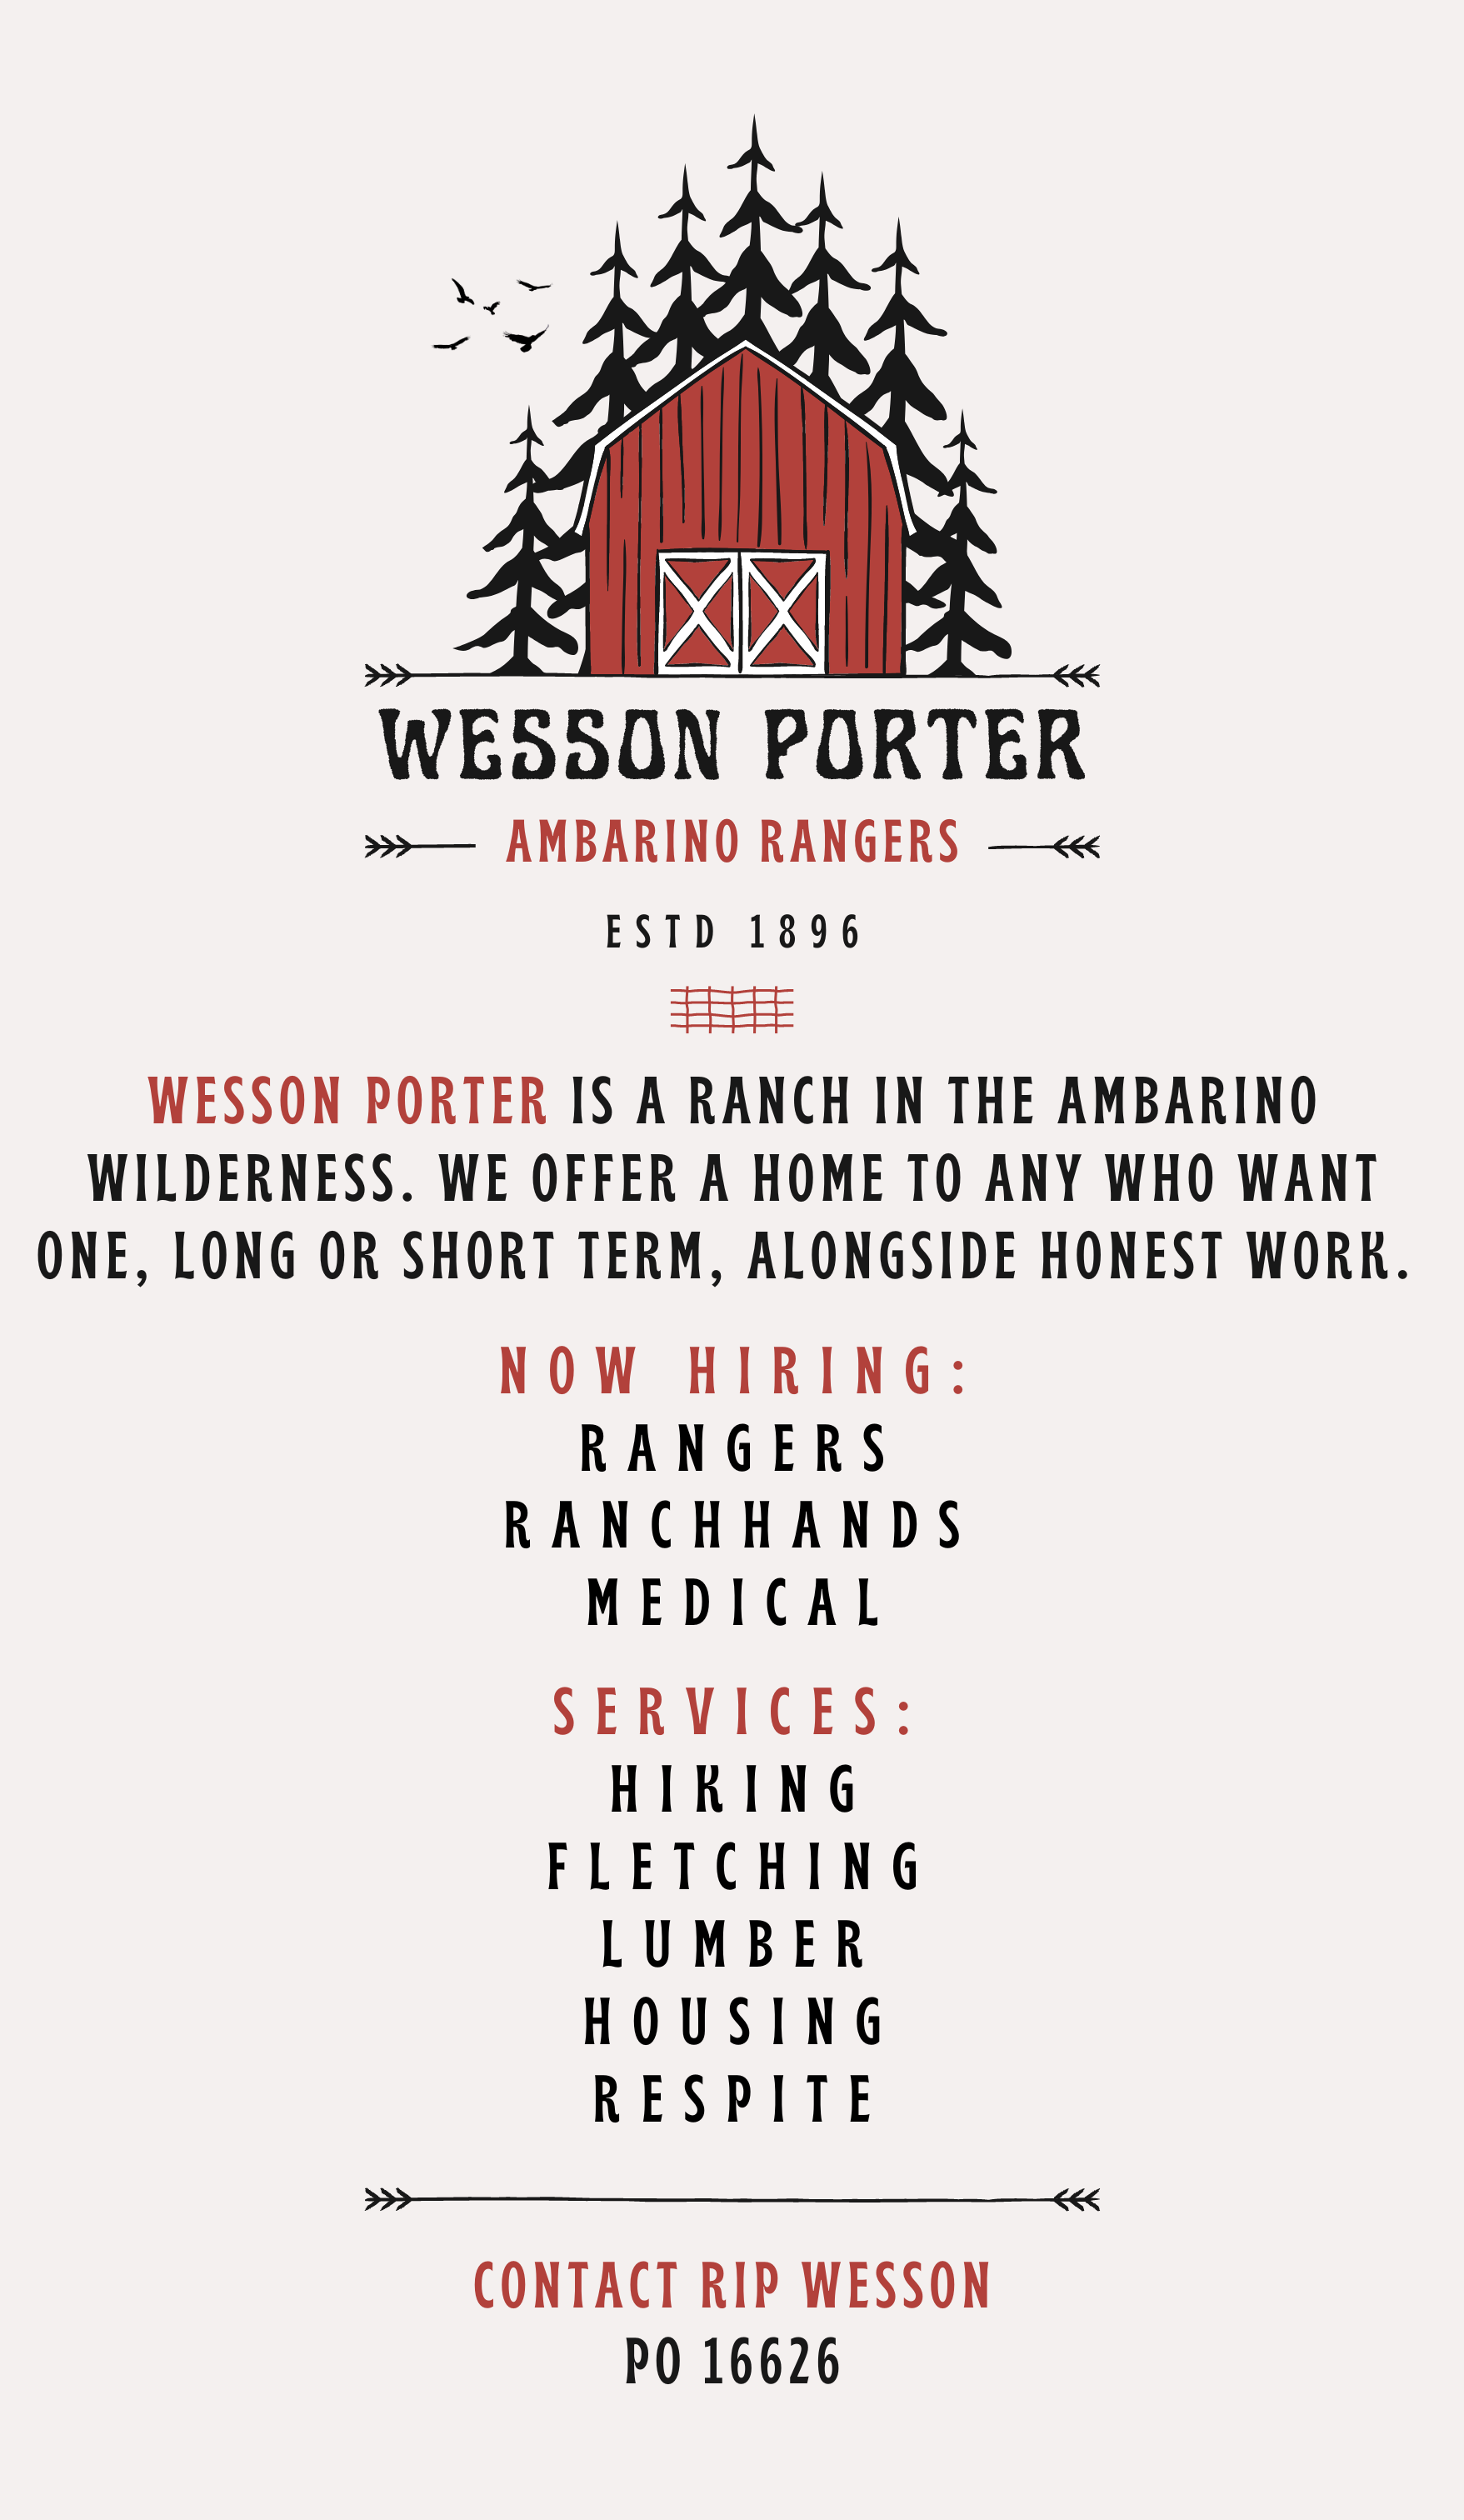 WESSON PORTER
AMBARINO RANGERS
ESTD 1896
WESSON PORTER IS A RANCH IN THE AMBARINO
WILDERNESS. WE OFFER A HOME TO ANY WHO WANT
ONE, LONG OR SHORT TERM, ALONGSIDE HONEST WORK.
NOW HIRING:
RANGERS
RANCHHANDS
MEDICAL
SERVICES:
HIKING
FLETCHING
LUMBER
HOUSING
RESPITE
CONTACT RIP WESSON
PO 16626